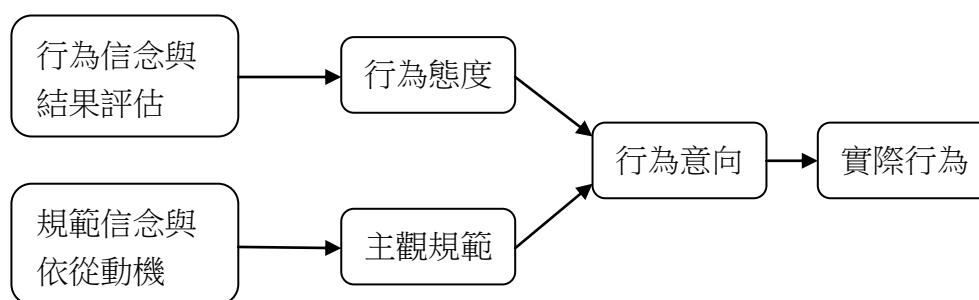 行為信念與
結果評估
行為態度
行為意向
實際行為
規範信念與
依從動機
主觀規範